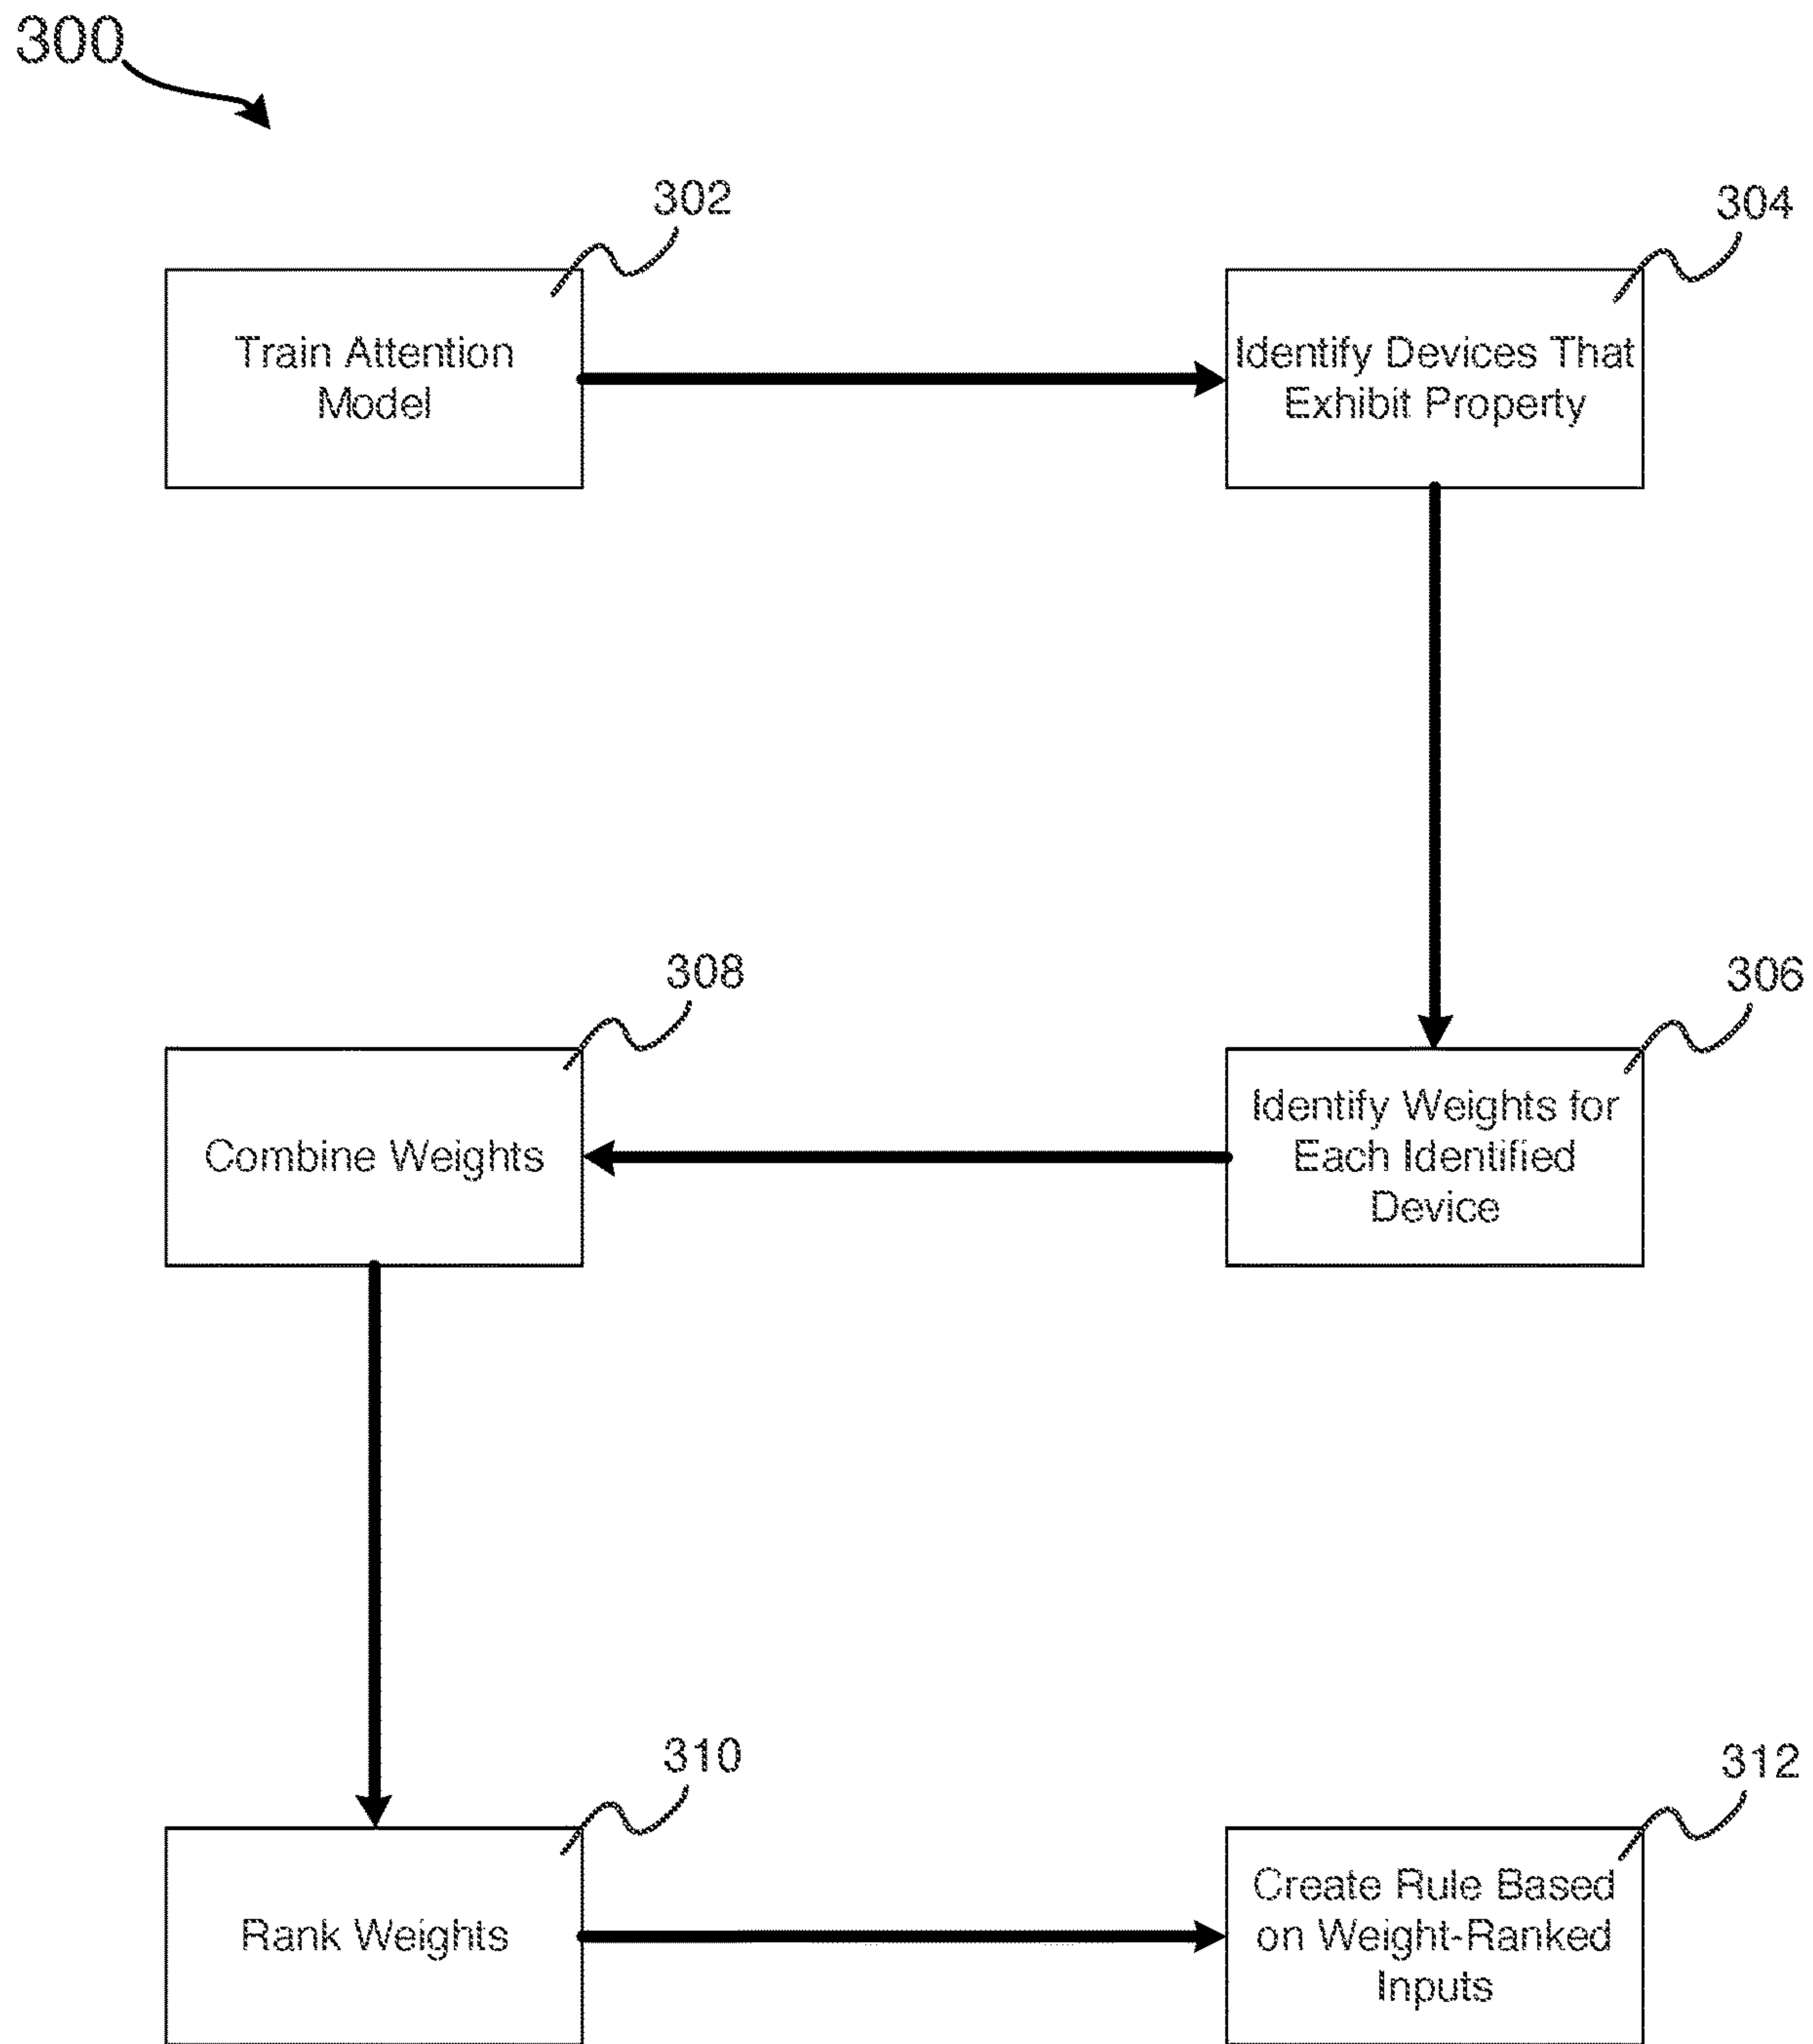 300
302
Train Attention
Model
304
Identify Devices That
Exhibit Property
306
Identify Weights for
Each Identified
Device
308
Combine Weights
310
Rank Weights
312
Create Rule Based
on Weight-Ranked
Inputs